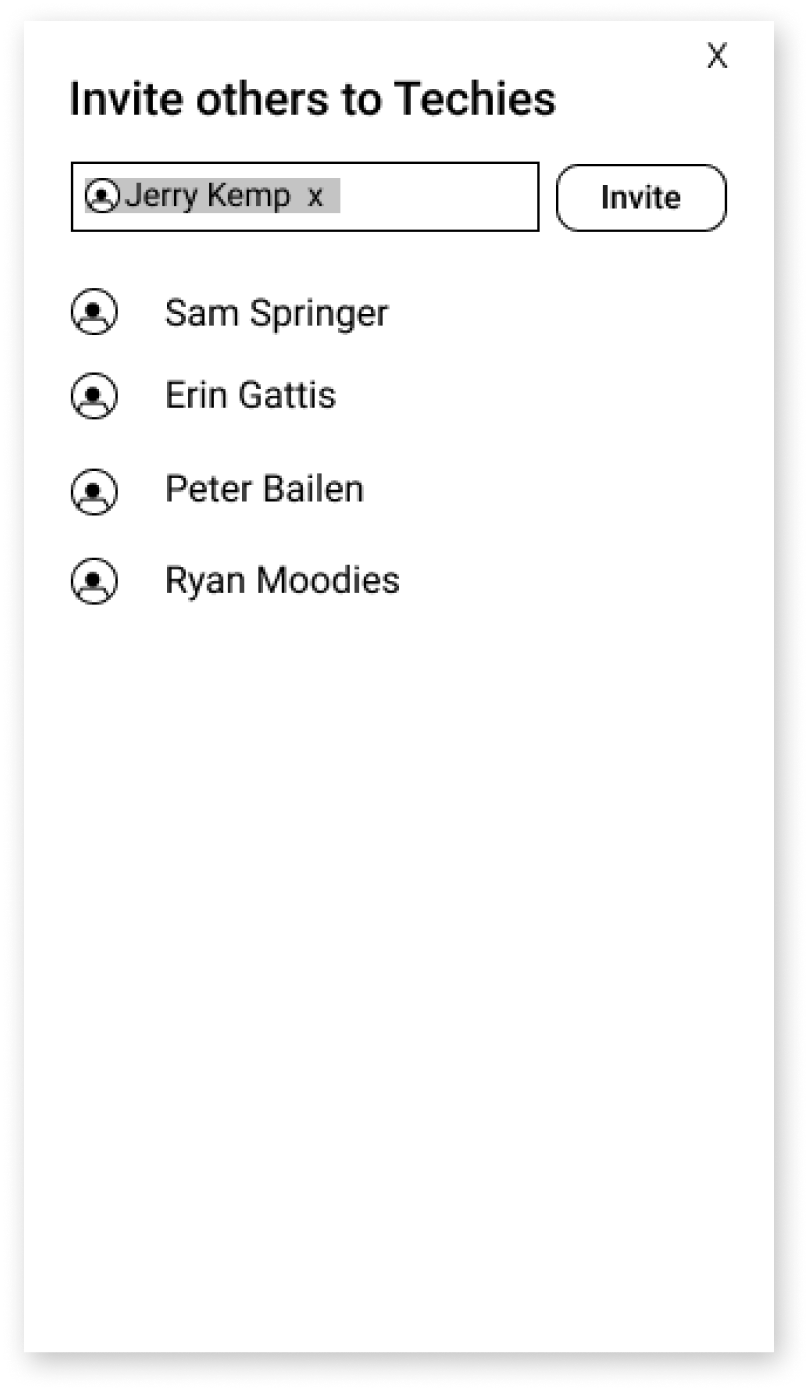 X
Invite others to Techies
Jerry Kemp x
Invite
Sam Springer
Erin Gattis
Peter Bailen
Ryan Moodies